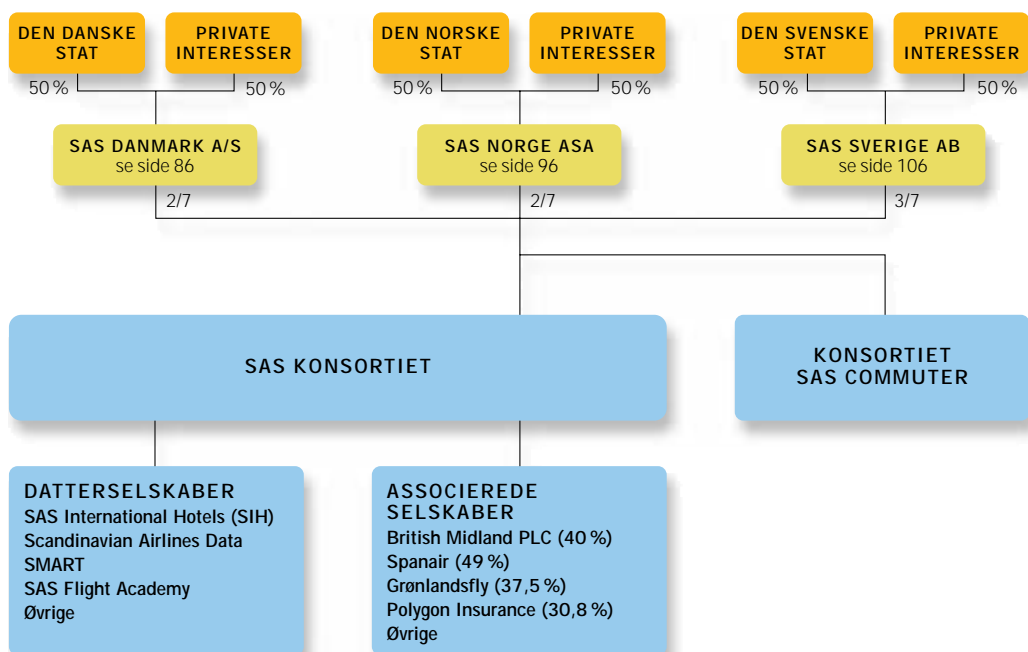 DEN DANSKE
STAT
PRIVATE
INTERESSER
DEN NORSKE
STAT
PRIVATE
INTERESSER
DEN SVENSKE
STAT
PRIVATE
INTERESSER
50 %
50 %
50 %
50 %
50 %
50 %
SAS DANMARK A/S
se side 86
SAS NORGE ASA
se side 96
SAS SVERIGE AB
se side 106
2/7
2/7
3/7
SAS KONSORTIET
KONSORTIET
SAS COMMUTER
DATTERSELSKABER
SAS International Hotels (SIH)
Scandinavian Airlines Data
SMART
SAS Flight Academy
Øvrige
ASSOCIEREDE
SELSKABER
British Midland PLC (40 %)
Spanair (49 %)
Grønlandsfly (37,5 %)
Polygon Insurance (30,8 %)
Øvrige